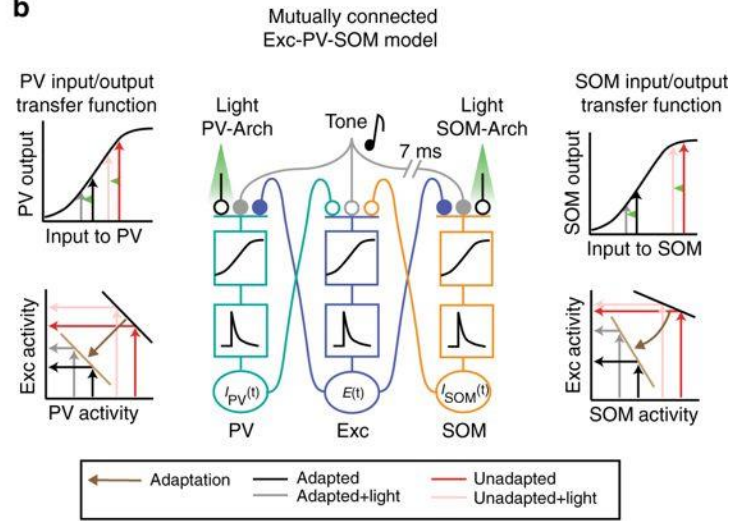 b
Mutually connected
Exc-PV-SOM model
PV input/output
transfer function
Light
PV-Arch
Tone
Light
SOM-Arch
SOM input/output
transfer function
7 ms
PV output
Input to PV
SOM output
Input to SOM
Exc activity
PV activity
I_PV(t)
E(t)
I_SOM(t)
PV
Exc
SOM
Exc activity
SOM activity
Adaptation
Adapted
Adapted+light
Unadapted
Unadapted+light